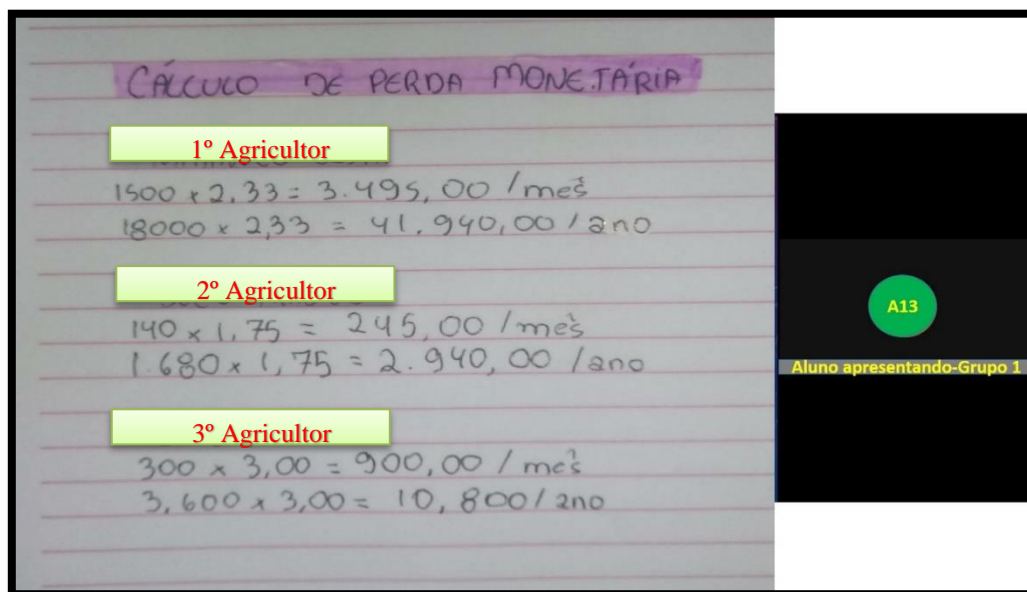 CÁLCULO DE PERDA MONETÁRIA
1º Agricultor
1500 x 2,33 = 3.495,00 / mês
18000 x 2,33 = 41.940,00 / ano
2º Agricultor
140 x 1,75 = 245,00 / mês
1.680 x 1,75 = 2.940,00 / ano
3º Agricultor
300 x 3,00 = 900,00 / mês
3,600 x 3,00 = 10,800 / ano
A13
Aluno apresentando-Grupo 1